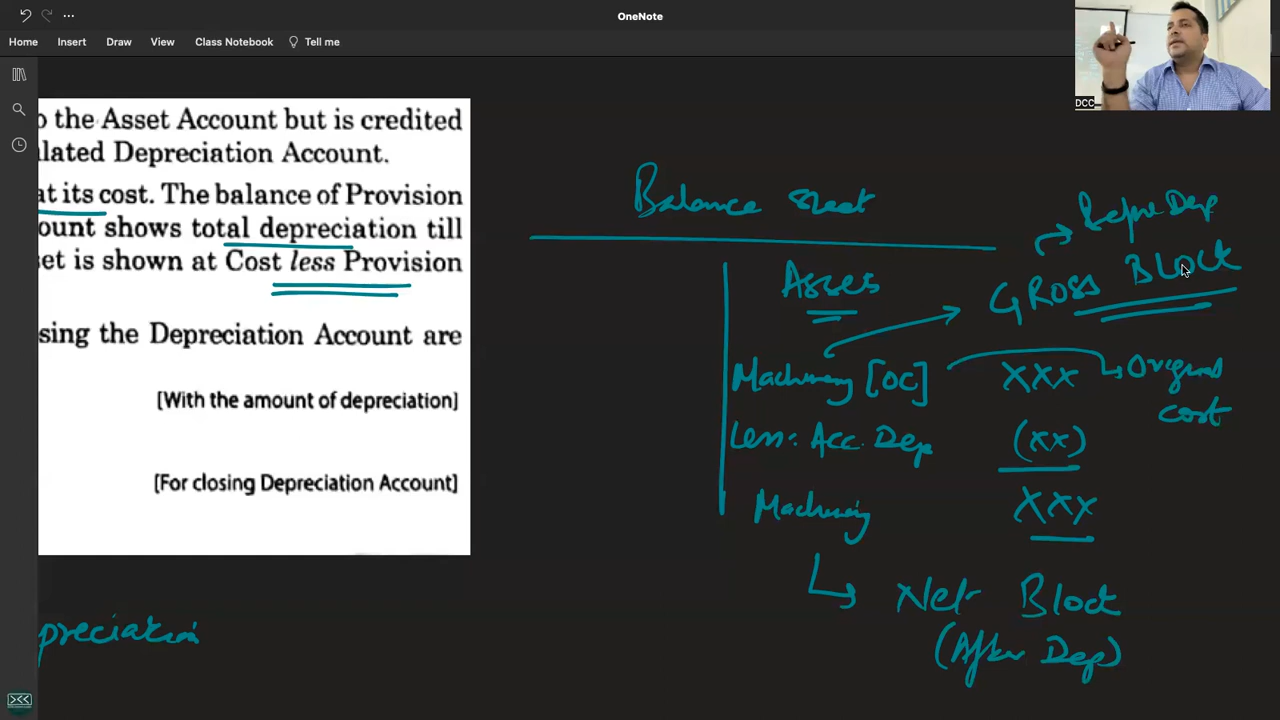 OneNote
Home Insert Draw View Class Notebook Tell me
DCC
o the Asset Account but is credited
lated Depreciation Account.
at its cost. The balance of Provision
ount shows total depreciation till
et is shown at Cost less Provision
sing the Depreciation Account are
[With the amount of depreciation]
[For closing Depreciation Account]
preciation
Balance sheet
Assets
Before Dep
GROSS BLOCK
Machinery [OC] XXX Original cost
Less: Acc. Dep (XX)
Machinery XXX
Net Block
(After Dep)